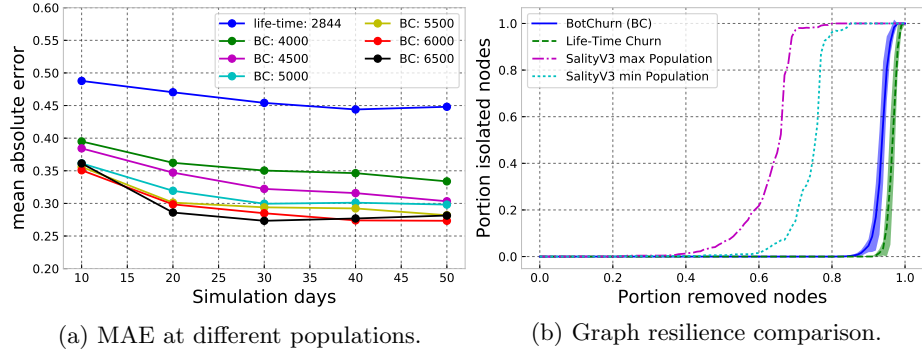 0.60
0.55
0.50
0.45
0.40
0.35
0.30
0.25
0.20
mean absolute error
life-time: 2844
BC: 4000
BC: 4500
BC: 5000
BC: 5500
BC: 6000
BC: 6500
10 15 20 25 30 35 40 45 50
Simulation days
(a) MAE at different populations.
1.0
0.8
0.6
0.4
0.2
0.0
Portion isolated nodes
BotChurn (BC)
Life-Time Churn
SalityV3 max Population
SalityV3 min Population
0.0 0.2 0.4 0.6 0.8 1.0
Portion removed nodes
(b) Graph resilience comparison.